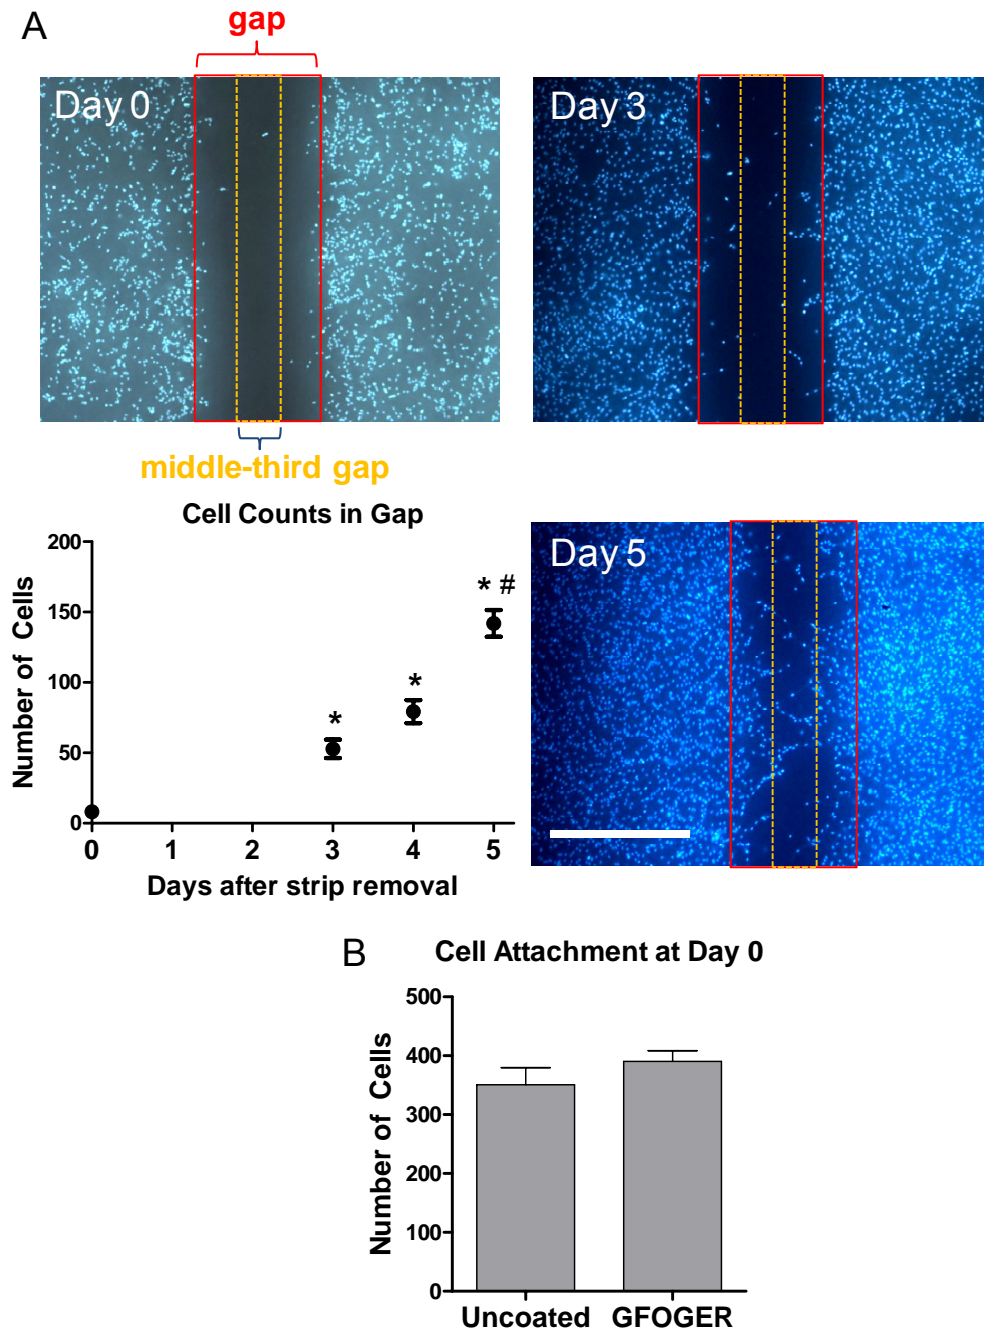 A
gap
Day 0
Day 3
middle-third gap
Cell Counts in Gap
Number of Cells
200
150
100
50
0
*
*
* #
0 1 2 3 4 5
Days after strip removal
Day 5
B
Cell Attachment at Day 0
Number of Cells
500
400
300
200
100
0
Uncoated GFOGER